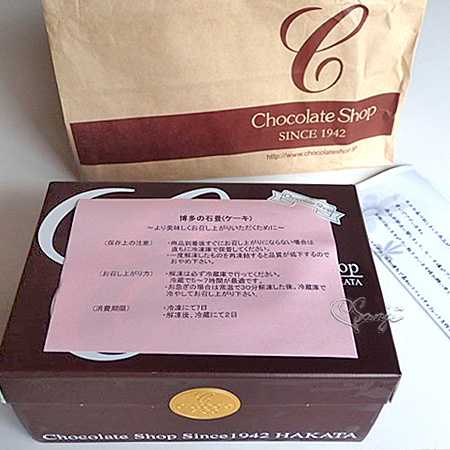 Chocolate Shop
SINCE 1942
http://www.chocolateshop.jp
博多の石畳(ケーキ)
~より美味しくお召し上がりいただくために~
(保存上の注意) ・商品到着後すぐにお召し上がりにならない場合は
直ちに冷凍庫で保管してください。
・一度解凍したものを再凍結すると品質が低下するので
おやめ下さい。
(お召し上がり方) ・解凍は必ず冷蔵庫で行ってください。
冷蔵で5~7時間が最適です。
・お急ぎの場合は常温で30分解凍した後、冷蔵庫で
冷やしてお召し上がり下さい。
(消費期限) ・冷凍にて7日
・解凍後、冷蔵にて2日
Shop
KATA
Chocolate Shop Since1942 HAKATA